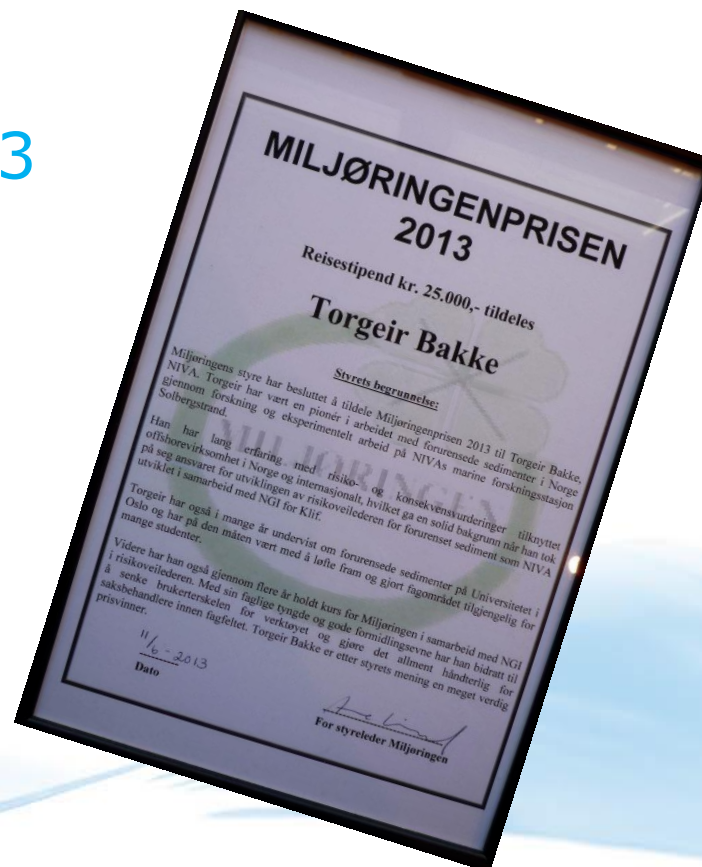 3
MILJØRINGENPRISEN
2013
Reisestipend kr. 25.000,- tildeles
Torgeir Bakke
Styrets begrunnelse:
Miljøringens styre har besluttet å tildele Miljøringenprisen 2013 til Torgeir Bakke,
NIVA. Torgeir har vært en pionér i arbeidet med forurensede sedimenter i Norge
gjennom forskning og eksperimentelt arbeid på NIVAs marine forskningsstasjon
Solbergstrand.
Han har lang erfaring med risiko- og konsekvensvurderinger tilknyttet
offshorevirksomhet i Norge og internasjonalt, hvilket ga en solid bakgrunn når han tok
på seg ansvaret for utviklingen av risikoveilederen for forurenset sediment som NIVA
utviklet i samarbeid med NGI for Klif.
Torgeir har også i mange år undervist om forurensede sedimenter på Universitetet i
Oslo og har på den måten vært med å løfte fram og gjort fagområdet tilgjengelig for
mange studenter.
Videre har han også gjennom flere år holdt kurs for Miljøringen i samarbeid med NGI
i risikoveilederen. Med sin faglige tyngde og gode formidlingsevne har han bidratt til
å senke brukerterskelen for verktøyet og gjøre det allment håndterlig for
saksbehandlere innen fagfeltet. Torgeir Bakke er etter styrets mening en meget verdig
prisvinner.
11/6-2013
Dato
For styreleder Miljøringen
MILJØRINGEN